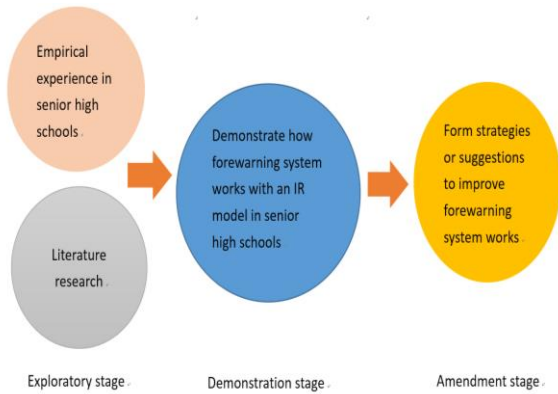 Empirical
experience in
senior high
schools
Literature
research
Demonstrate how
forewarning system
works with an IR
model in senior
high schools
Form strategies
or suggestions
to improve
forewarning
system works
Exploratory stage
Demonstration stage
Amendment stage